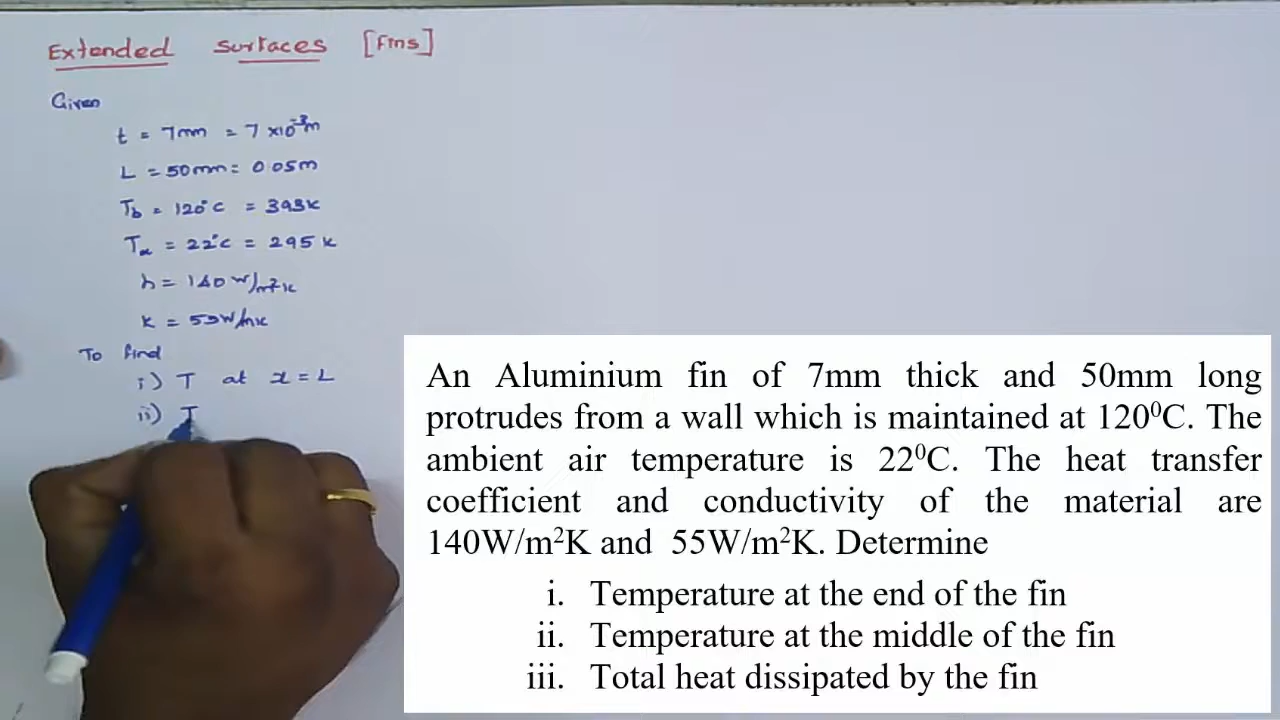 Extended surfaces [Fins]
Given
t = 7mm = 7 x10⁻³m
L = 50mm = 0.05m
Tb = 120°C = 393K
T∞ = 22°C = 295 K
h = 140 W/m²K
K = 55W/mK
To find
i) T at x = L
ii) T
An Aluminium fin of 7mm thick and 50mm long
protrudes from a wall which is maintained at 120⁰C. The
ambient air temperature is 22⁰C. The heat transfer
coefficient and conductivity of the material are
140W/m²K and 55W/m²K. Determine
i. Temperature at the end of the fin
ii. Temperature at the middle of the fin
iii. Total heat dissipated by the fin